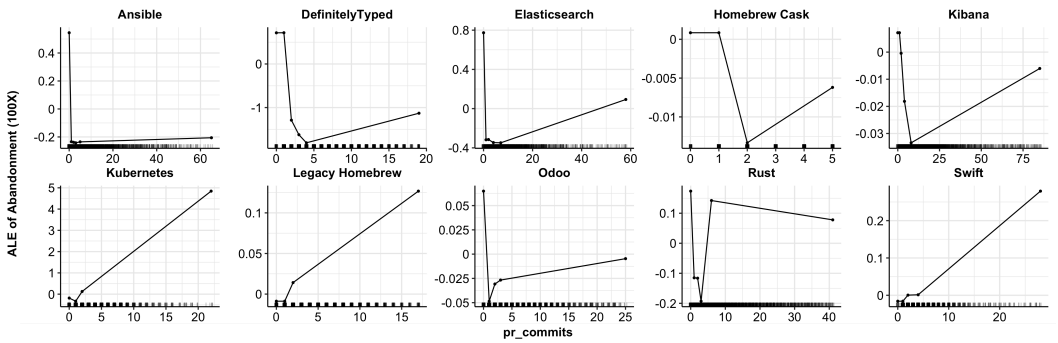 Ansible DefinitelyTyped Elasticsearch Homebrew Cask Kibana
0.4 0.2 0 -0.2
0 20 40 60
0 -1
0 5 10 15 20
0.8 0.4 0 -0.4
0 20 40 60
0 -0.005 -0.01
0 1 2 3 4 5
0 -0.01 -0.02 -0.03
0 25 50 75
ALE of Abandonment (100X)
Kubernetes Legacy Homebrew Odoo Rust Swift
5 4 3 2 1 0
0 5 10 15 20
0.1 0.05 0
0 5 10 15
0.05 0.025 0 -0.025 -0.05
0 5 10 15 20 25
0.1 0 -0.1 -0.2
0 10 20 30 40
0.2 0.1 0
0 10 20
pr_commits